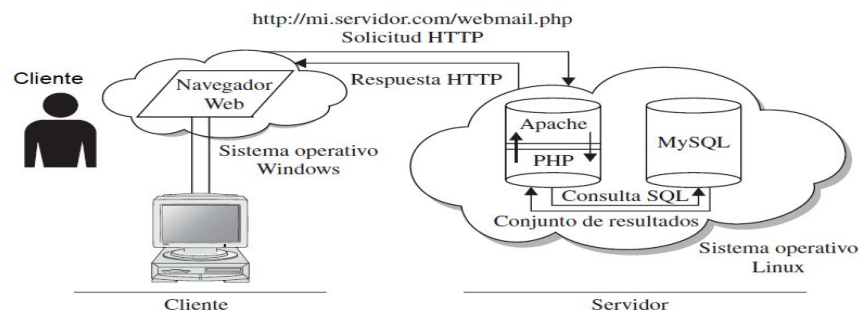 http://mi.servidor.com/webmail.php
Solicitud HTTP
Respuesta HTTP
Cliente
Navegador
Web
Sistema operativo
Windows
Apache
PHP
MySQL
Consulta SQL
Conjunto de resultados
Sistema operativo
Linux
Cliente
Servidor